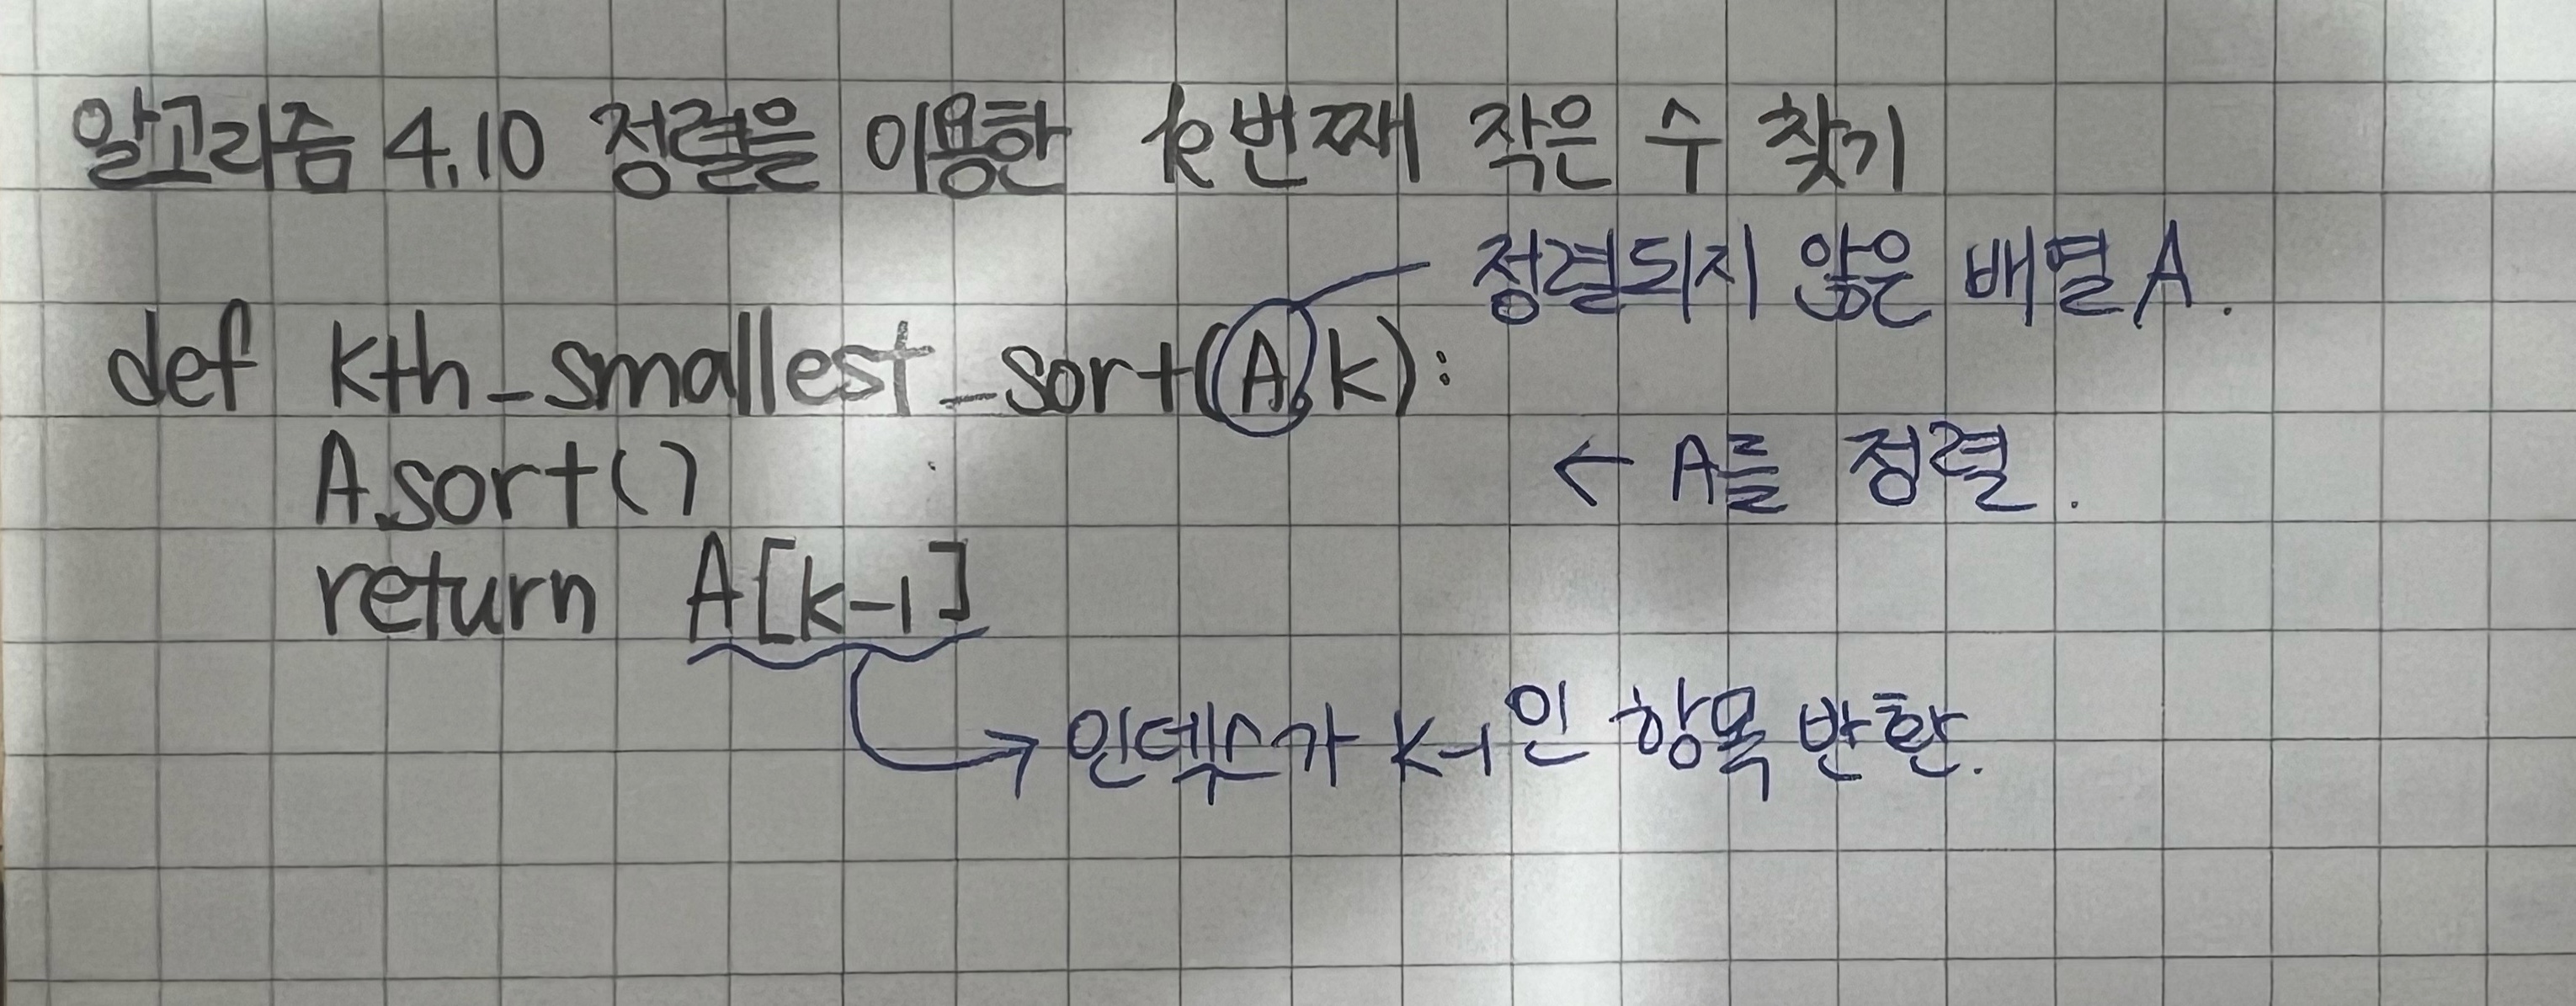 알고리즘 4.10 정렬을 이용한 k번째 작은 수 찾기
정렬되지 않은 배열 A.
def kth_smallest_sort(A,k):
A.sort() ← A를 정렬.
return A[k-1]
인덱스가 k-1인 항목 반환.